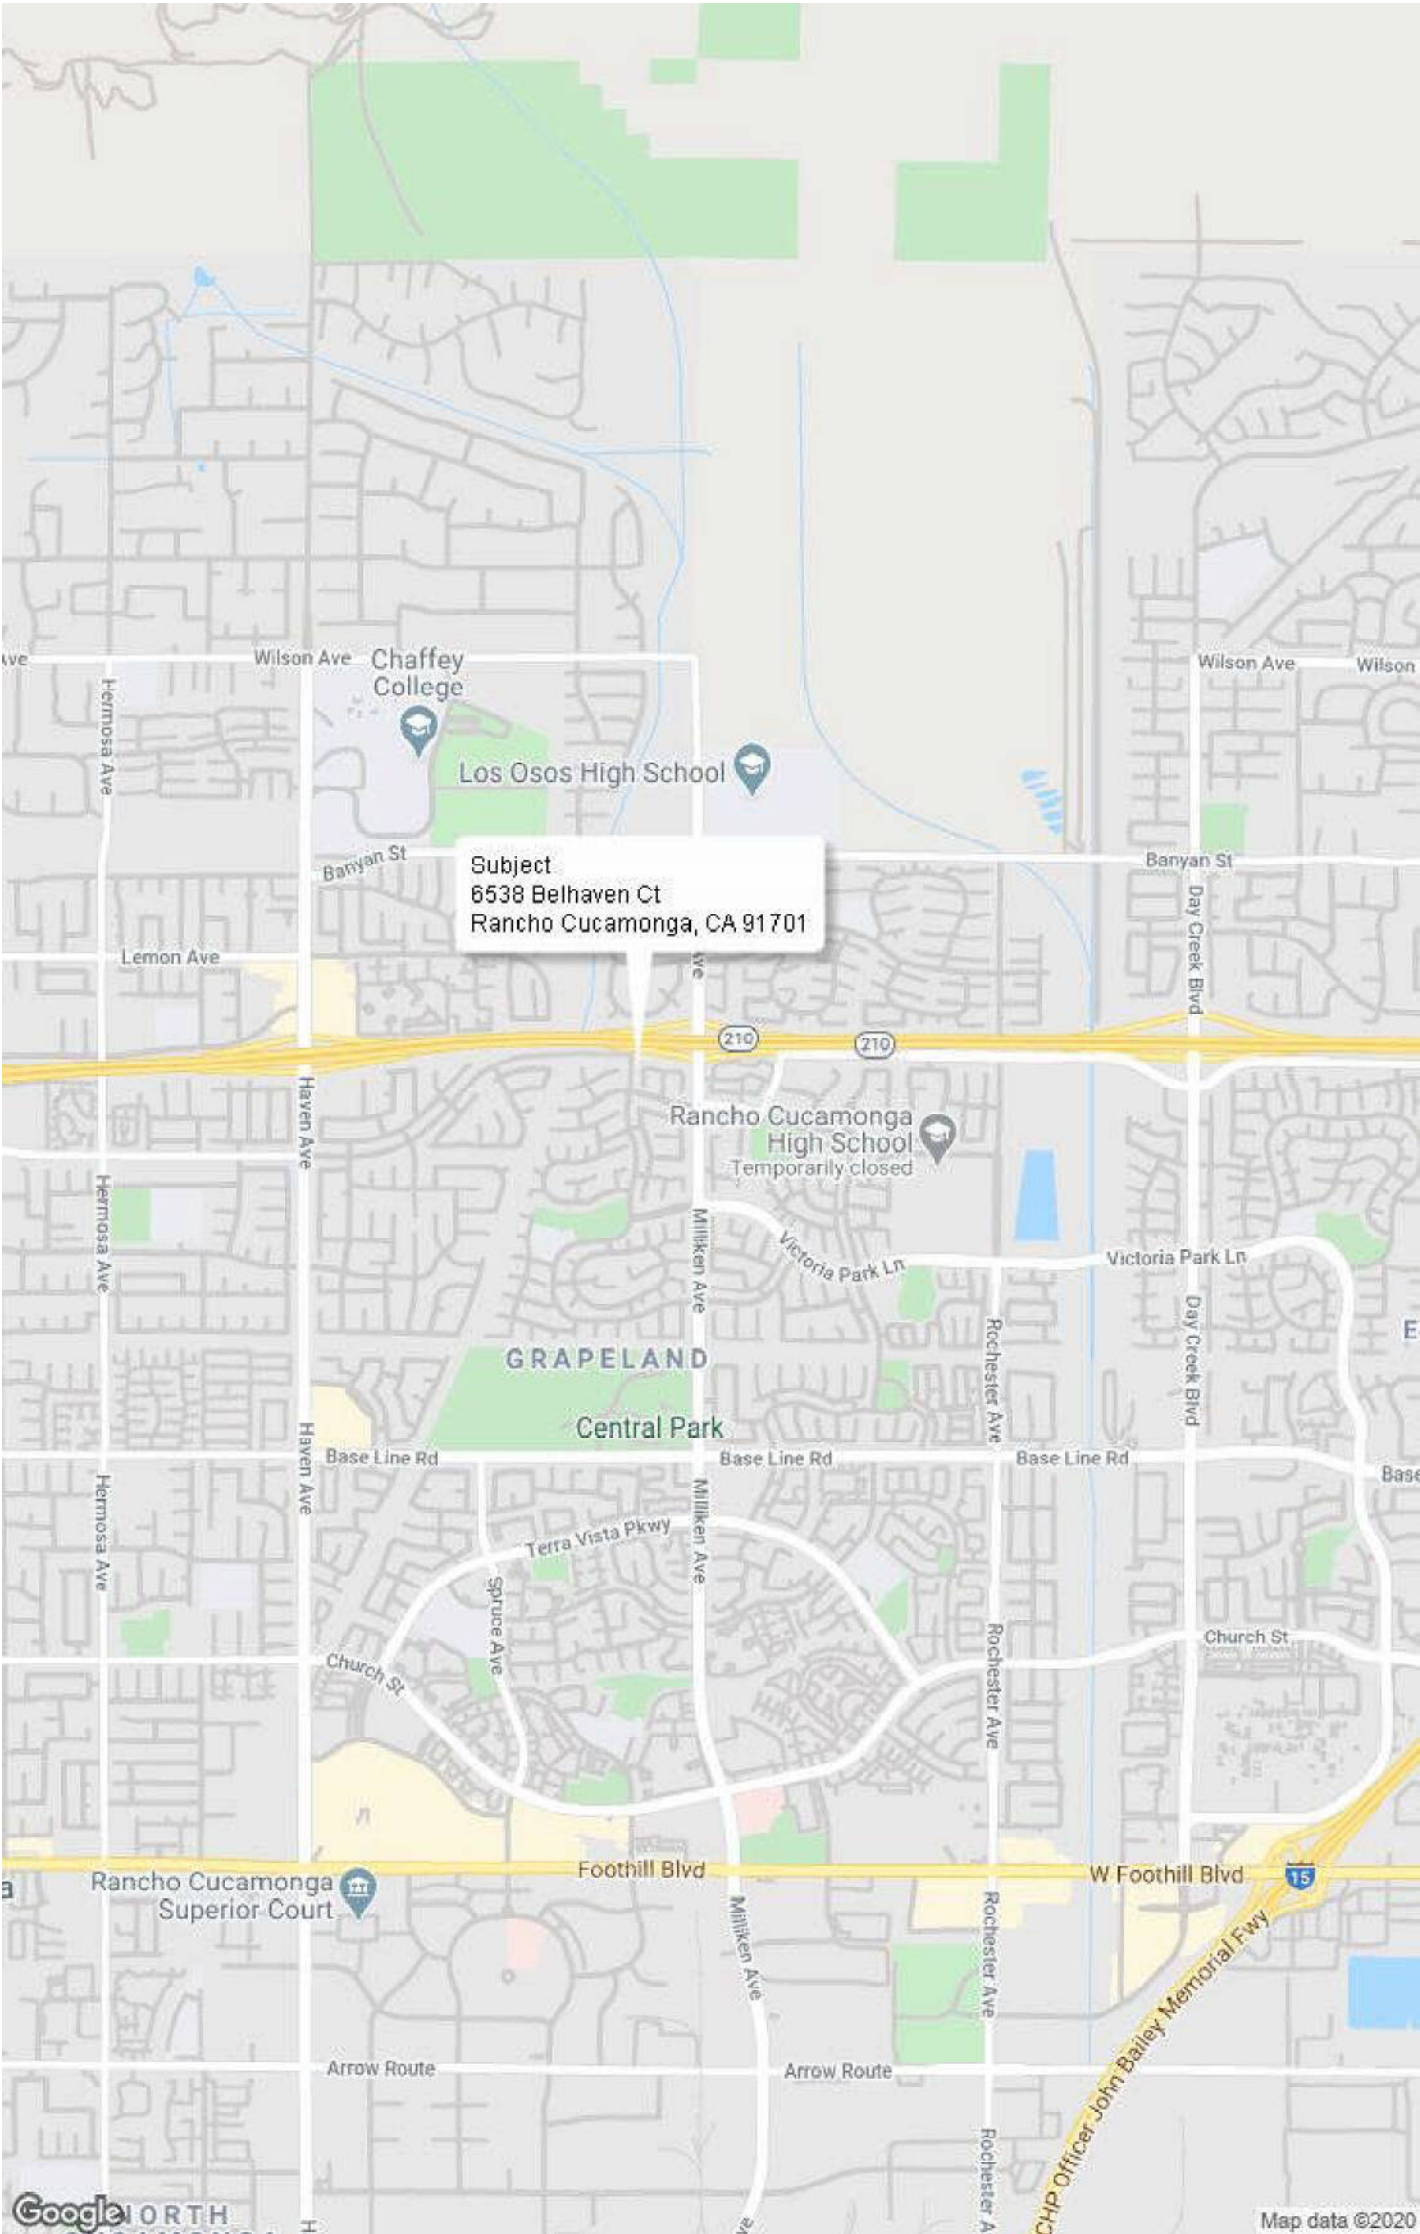 Wilson Ave
Chaffey
College
Wilson Ave
Wilson
Hermosa Ave
Los Osos High School
Banyan St
Subject
6538 Belhaven Ct
Rancho Cucamonga, CA 91701
Banyan St
Day Creek Blvd
Lemon Ave
Ave
210
210
Haven Ave
Rancho Cucamonga
High School
Temporarily closed
Hermosa Ave
Milliken Ave
Victoria Park Ln
Victoria Park Ln
Day Creek Blvd
Rochester Ave
E
GRAPELAND
Central Park
Haven Ave
Base Line Rd
Base Line Rd
Base Line Rd
Base
Hermosa Ave
Milliken Ave
Terra Vista Pkwy
Spruce Ave
Church St
Church St
Rochester Ave
Foothill Blvd
W Foothill Blvd
15
Rancho Cucamonga
Superior Court
Milliken Ave
Rochester Ave
CHP Officer John Bailey Memorial Fwy
Arrow Route
Arrow Route
Rochester A
Google
NORTH
H
Map data ©2020